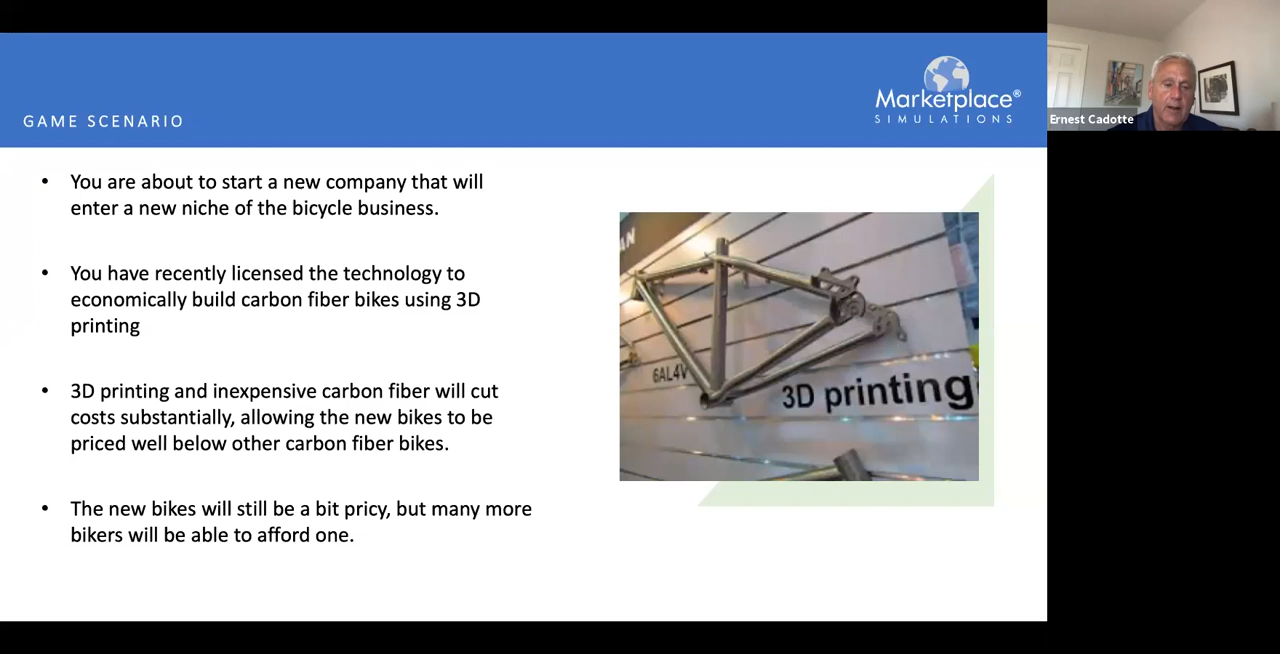 GAME SCENARIO
Marketplace®
SIMULATIONS
Ernest Cadotte
• You are about to start a new company that will
enter a new niche of the bicycle business.
• You have recently licensed the technology to
economically build carbon fiber bikes using 3D
printing
• 3D printing and inexpensive carbon fiber will cut
costs substantially, allowing the new bikes to be
priced well below other carbon fiber bikes.
• The new bikes will still be a bit pricy, but many more
bikers will be able to afford one.
AN
6AL4V
3D printing